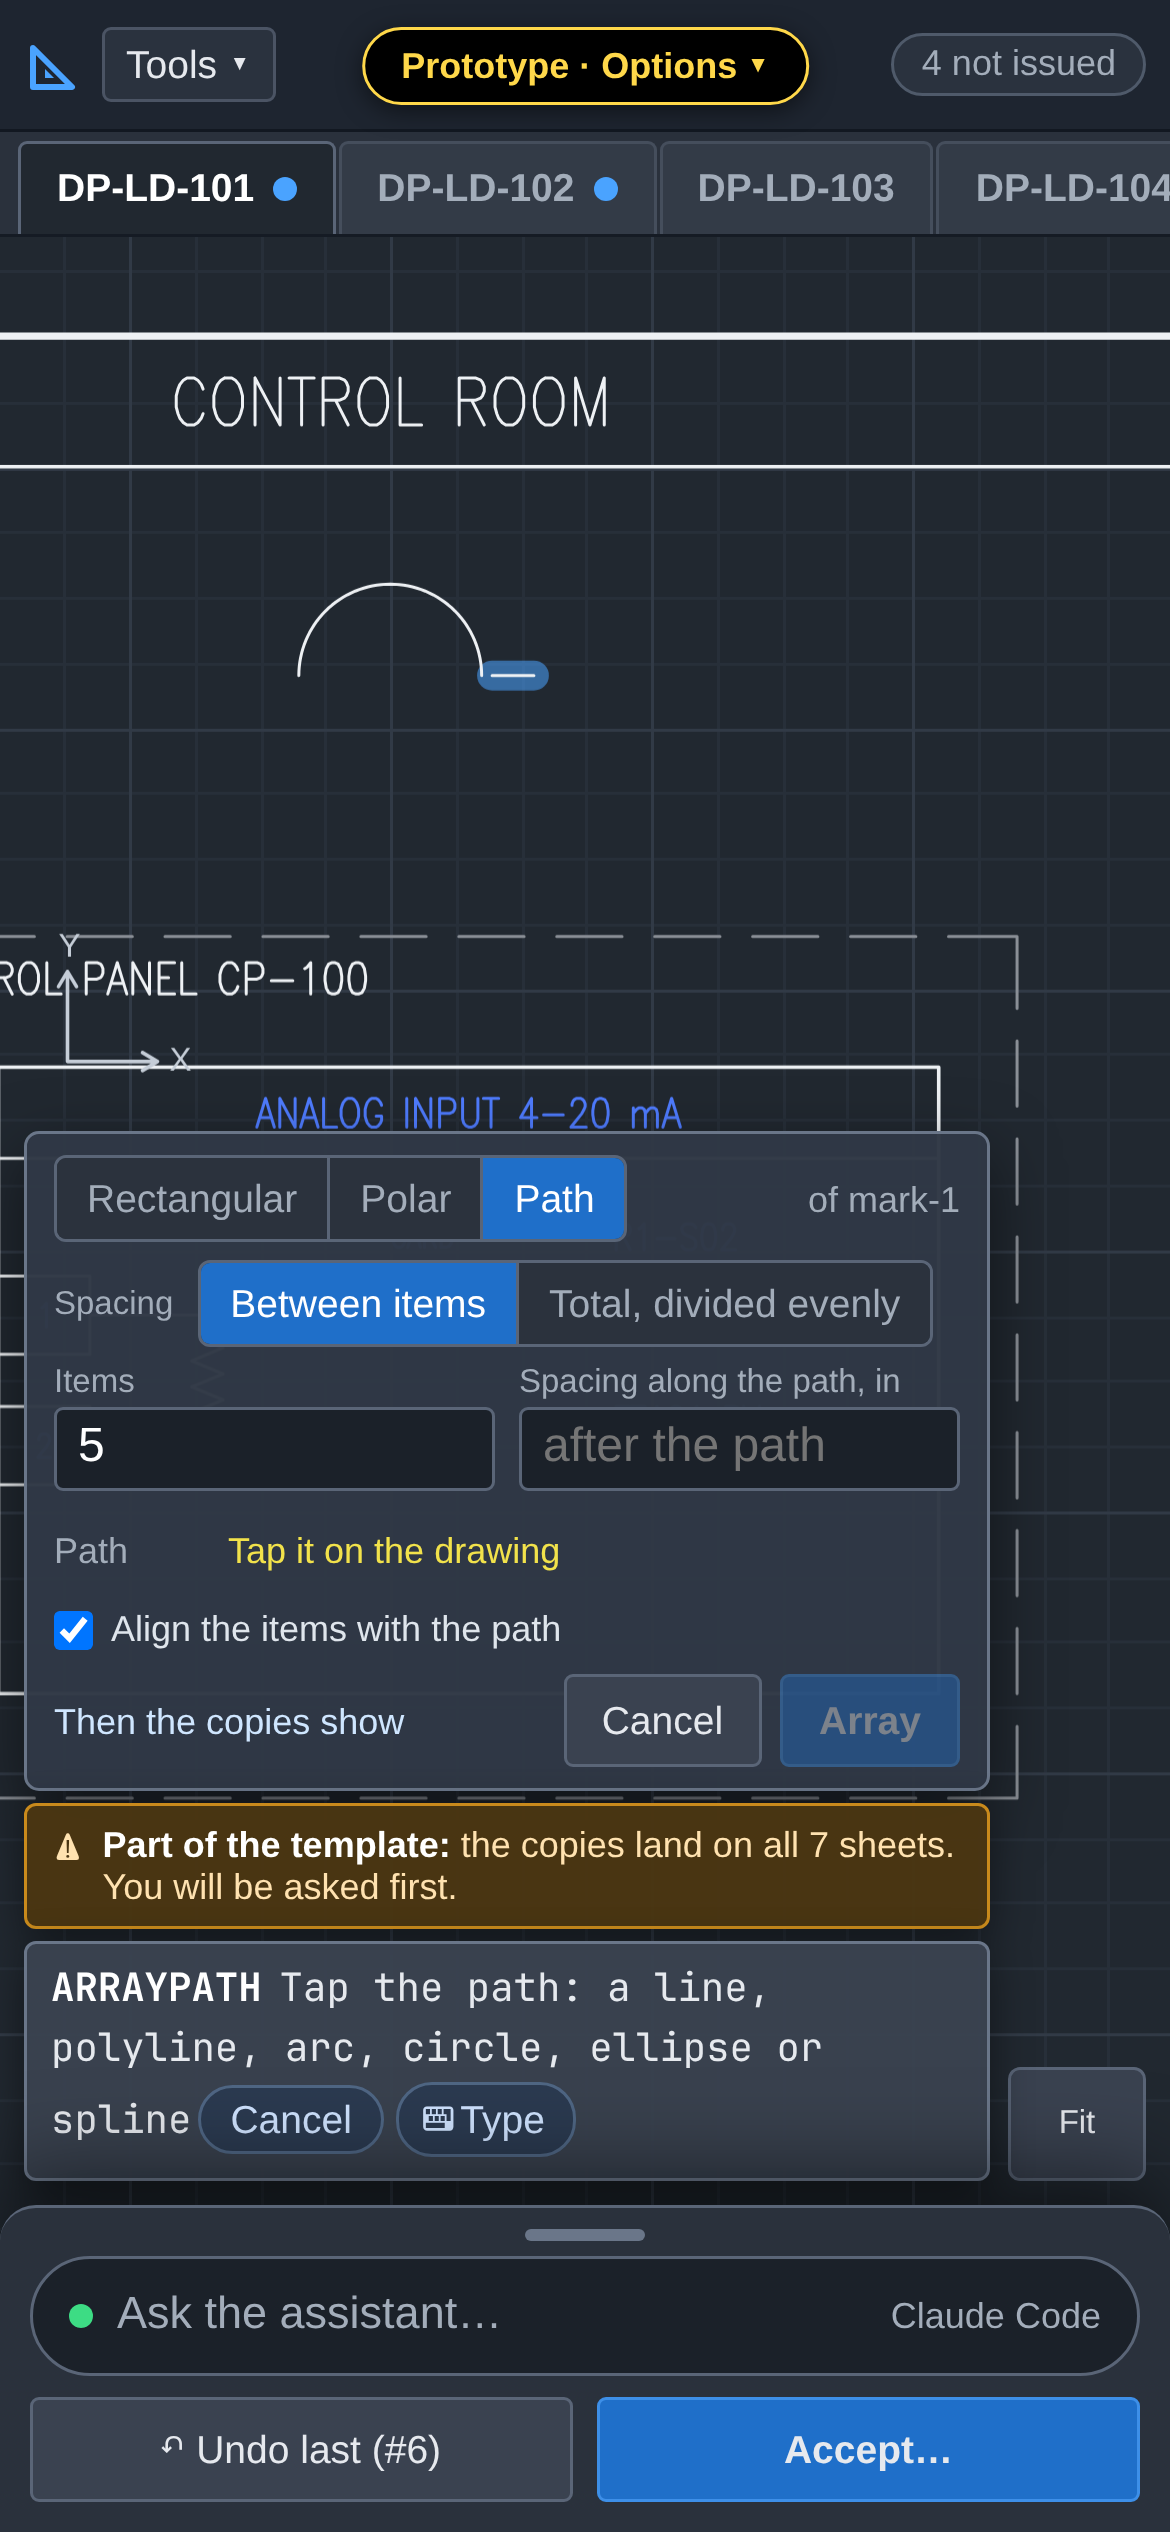 Tools ▼
Prototype · Options ▼
4 not issued
DP-LD-101
DP-LD-102
DP-LD-103
DP-LD-104
CONTROL ROOM
Y
ROL PANEL CP-100
X
ANALOG INPUT 4-20 mA
Rectangular
Polar
Path
of mark-1
Spacing
Between items
Total, divided evenly
Items
Spacing along the path, in
5
after the path
Path
Tap it on the drawing
Align the items with the path
Then the copies show
Cancel
Array
Part of the template: the copies land on all 7 sheets.
You will be asked first.
ARRAYPATH Tap the path: a line,
polyline, arc, circle, ellipse or
spline Cancel Type
Fit
Ask the assistant…
Claude Code
Undo last (#6)
Accept…